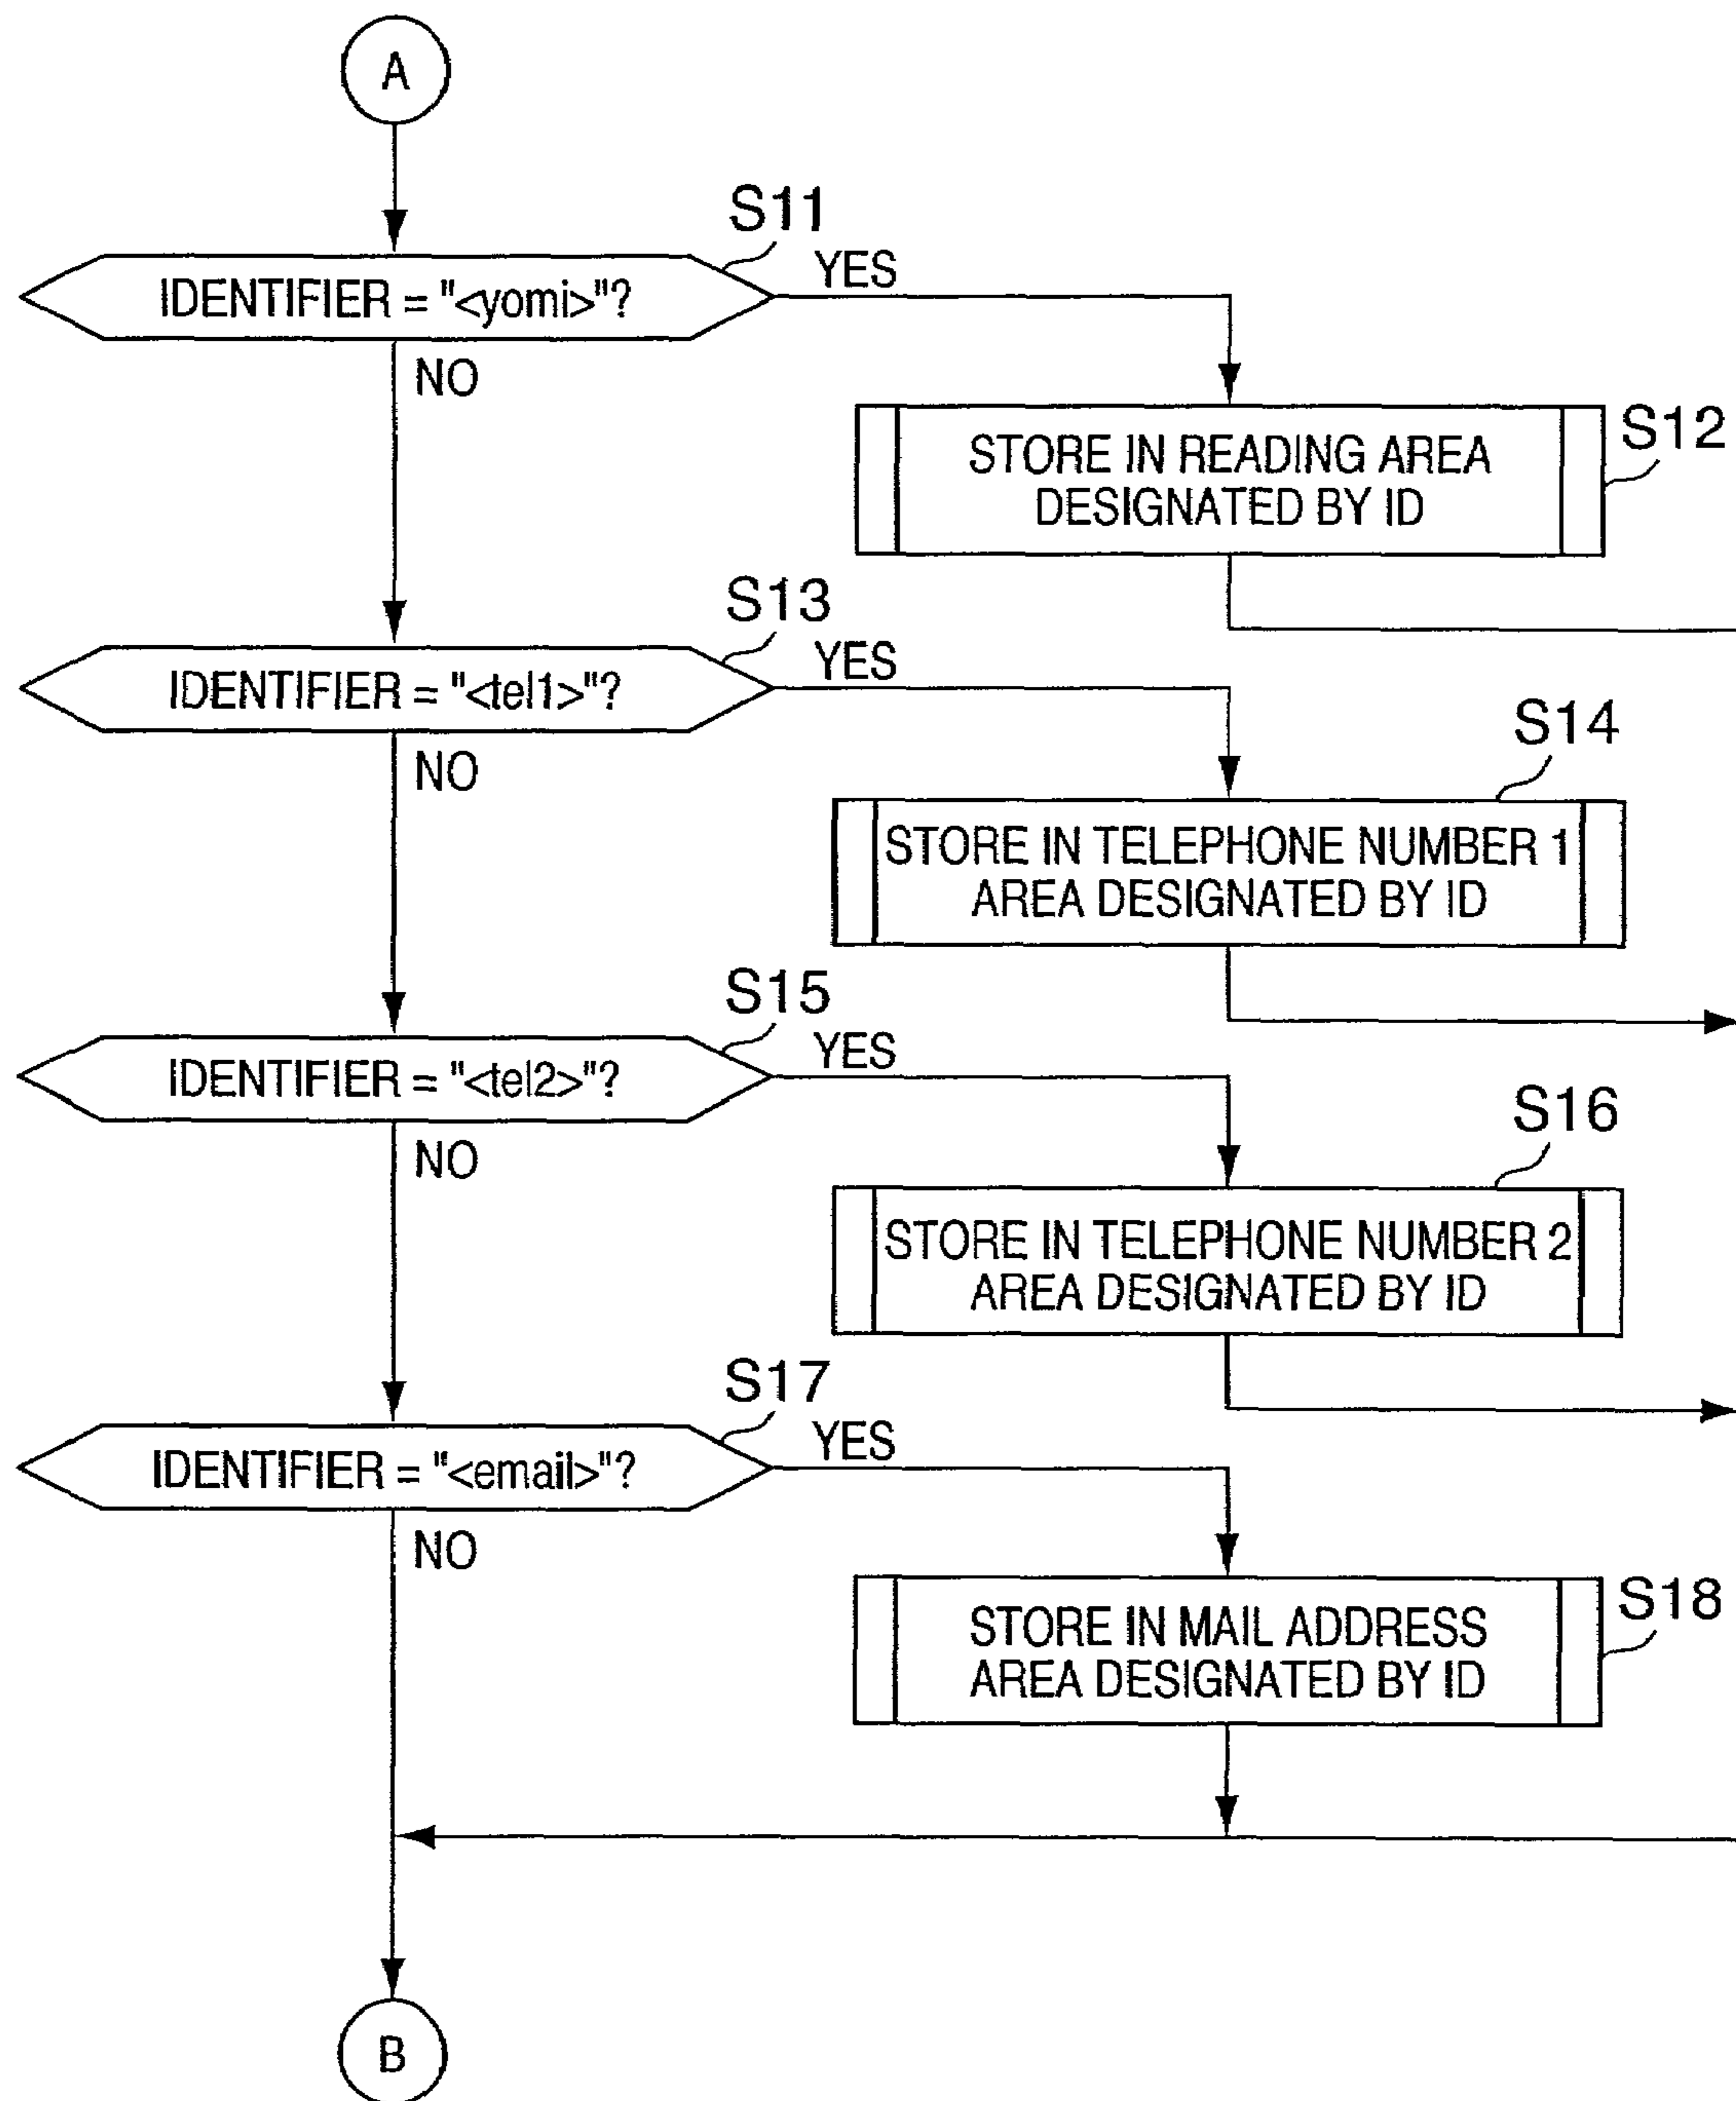 A
S11
IDENTIFIER = "<yomi>"?
YES
NO
STORE IN READING AREA
DESIGNATED BY ID
S12
S13
IDENTIFIER = "<tel1>"?
YES
NO
S14
STORE IN TELEPHONE NUMBER 1
AREA DESIGNATED BY ID
S15
IDENTIFIER = "<tel2>"?
YES
NO
S16
STORE IN TELEPHONE NUMBER 2
AREA DESIGNATED BY ID
S17
IDENTIFIER = "<email>"?
YES
NO
STORE IN MAIL ADDRESS
AREA DESIGNATED BY ID
S18
B